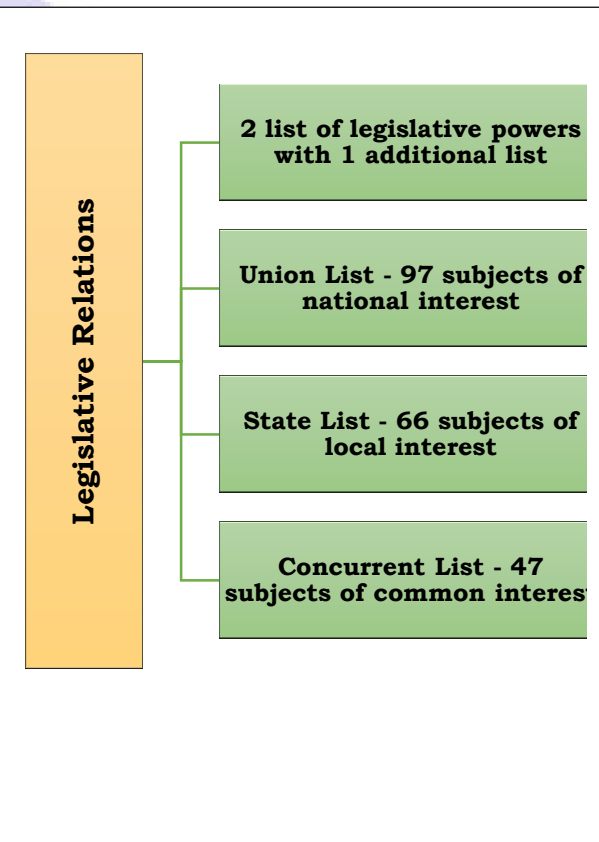 Legislative Relations
2 list of legislative powers
with 1 additional list
Union List - 97 subjects of
national interest
State List - 66 subjects of
local interest
Concurrent List - 47
subjects of common interest